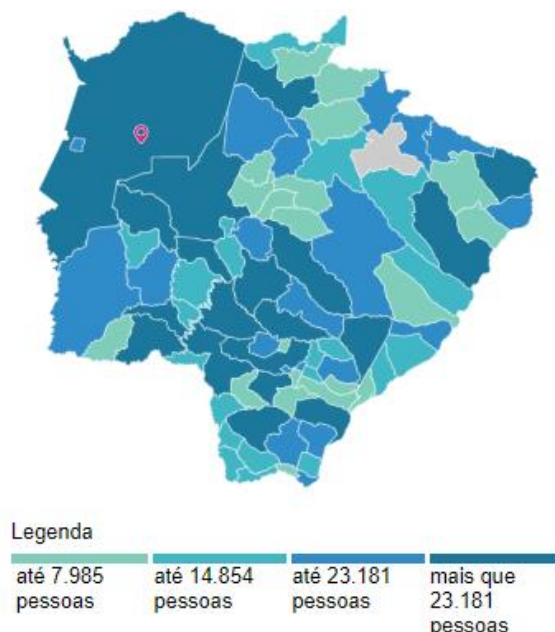 Legenda
até 7.985 até 14.854 até 23.181 mais que
pessoas pessoas pessoas 23.181
pessoas